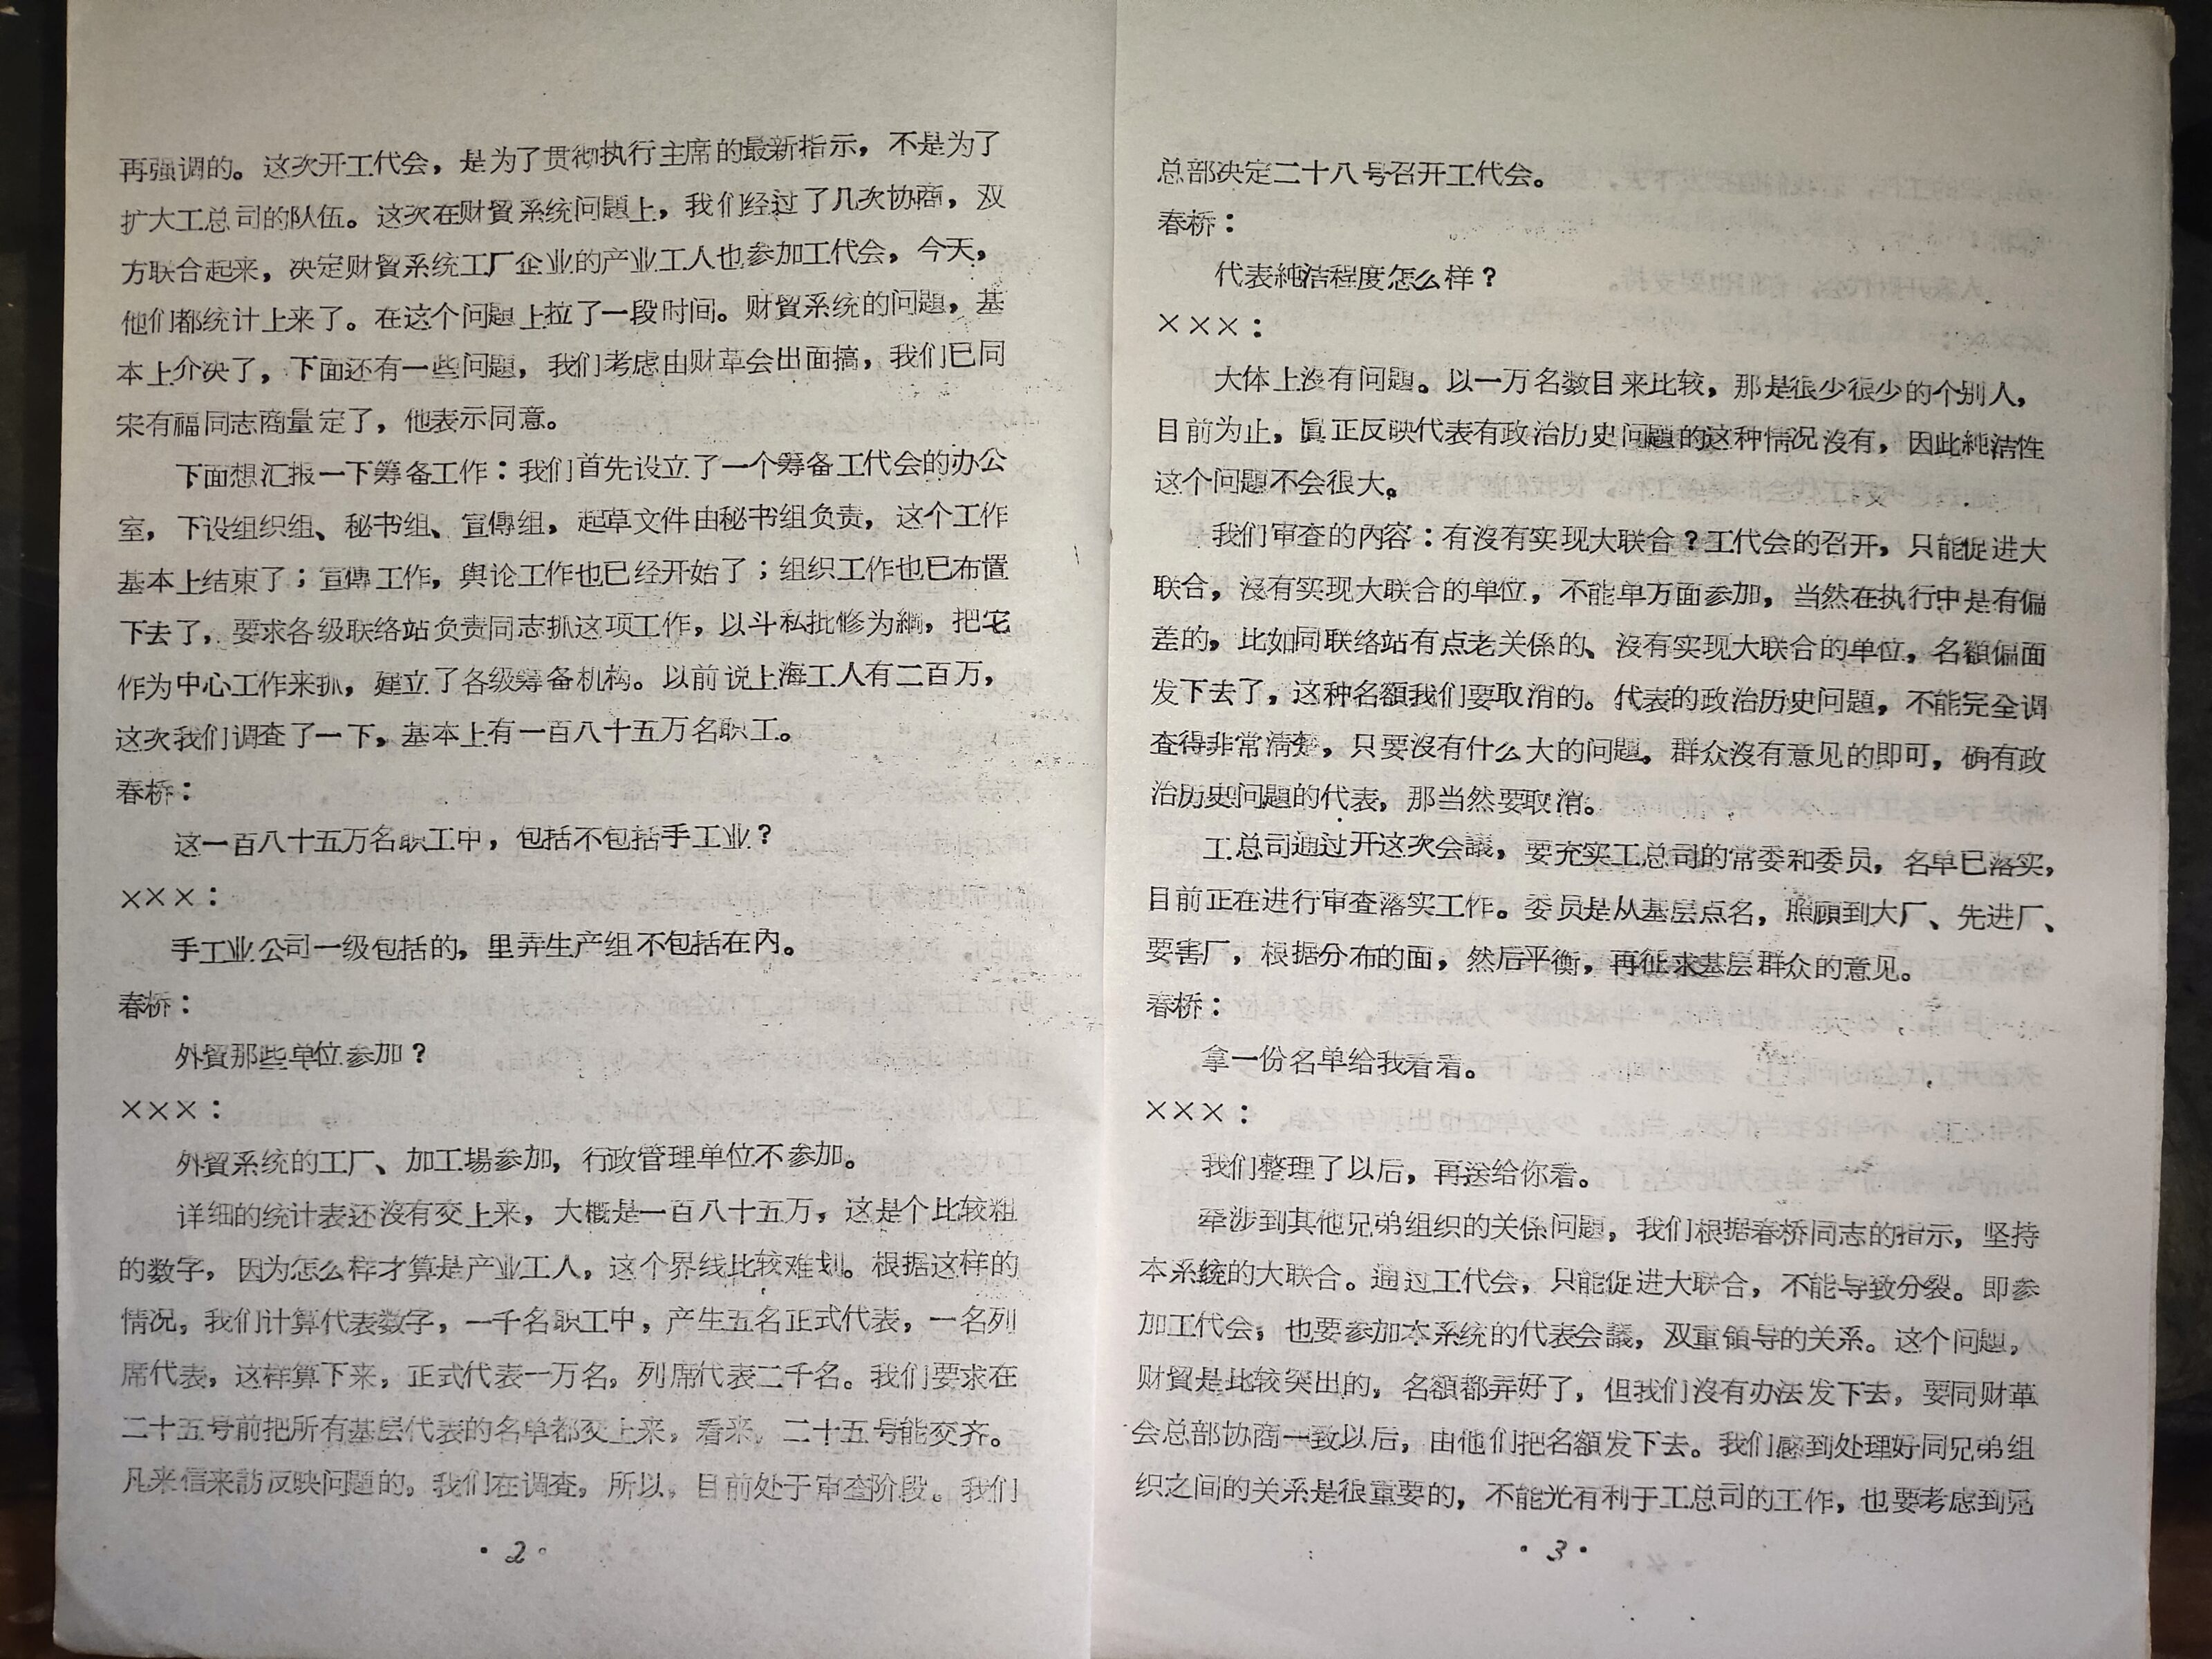 再强调的。这次开工代会，是为了贯彻执行主席的最新指示，不是为了
扩大工总司的队伍。这次在财貿系统问題上，我们经过了几次协商，双
方联合起来，决定财貿系统工厂企业的产业工人也参加工代会，今天，
他们都统计上来了。在这个问题上拉了一段时间。财貿系统的问题，基
本上介决了，下面还有一些问题，我们考虑由财革会出面搞，我们已同
宋有福同志商量定了，他表示同意。
下面想汇报一下筹备工作：我们首先设立了一个筹备工代会的办公
室，下设组织组、秘书组、宣傳组，起草文件由秘书组负责，这个工作
基本上结束了；宣傳工作，舆论工作也已经开始了；组织工作也已布置
下去了，要求各级联络站负责同志抓这项工作，以斗私批修为綱，把它
作为中心工作来抓，建立了各级筹备机构。以前说上海工人有二百万，
这次我们调查了一下，基本上有一百八十五万名职工。
春桥：
这一百八十五万名职工中，包括不包括手工业？
×××：
手工业公司一级包括的，里弄生产组不包括在內。
春桥：
外貿那些单位参加？
×××：
外貿系统的工厂、加工場参加，行政管理单位不参加。
详细的统计表还沒有交上来，大概是一百八十五万，这是个比较粗
的数字，因为怎么样才算是产业工人，这个界线比较难划。根据这样的
情况，我们计算代表数字，一千名职工中，产生五名正式代表，一名列
席代表，这样算下来，正式代表一万名，列席代表二千名。我们要求在
二十五号前把所有基层代表的名单都交上来，看来，二十五号能交齐。
凡来信来訪反映问題的，我们在调查，所以，目前处于审查阶段。我们
·2·
总部决定二十八号召开工代会。
春桥：
代表純洁程度怎么样？
×××：
大体上沒有问題。以一万名数目来比较，那是很少很少的个别人，
目前为止，眞正反映代表有政治历史问题的这种情况沒有，因此純洁性
这个问题不会很大。
我们审查的內容：有沒有实现大联合？工代会的召开，只能促进大
联合，沒有实现大联合的单位，不能单方面参加，当然在执行中是有偏
差的，比如同联络站有点老关係的、沒有实现大联合的单位，名額偏面
发下去了，这种名額我们要取消的。代表的政治历史问題，不能完全调
查得非常清楚，只要沒有什么大的问题，群众沒有意见的即可，确有政
治历史问题的代表，那当然要取消。
工总司通过开这次会議，要充实工总司的常委和委员，名单已落实，
目前正在进行审查落实工作。委员是从基层点名，照顧到大厂、先进厂、
要害厂，根据分布的面，然后平衡，再征求基层群众的意见。
春桥：
拿一份名单给我看看。
×××：
我们整理了以后，再送给你看。
牵涉到其他兄弟组织的关係问題，我们根据春桥同志的指示，坚持
本系统的大联合。通过工代会，只能促进大联合，不能导致分裂。即参
加工代会，也要参加本系统的代表会議，双重領导的关系。这个问題，
财貿是比较突出的，名額都弄好了，但我们沒有办法发下去，要同财革
会总部协商一致以后，由他们把名額发下去。我们感到处理好同兄弟组
织之间的关系是很重要的，不能光有利于工总司的工作，也要考虑到兄
·3·